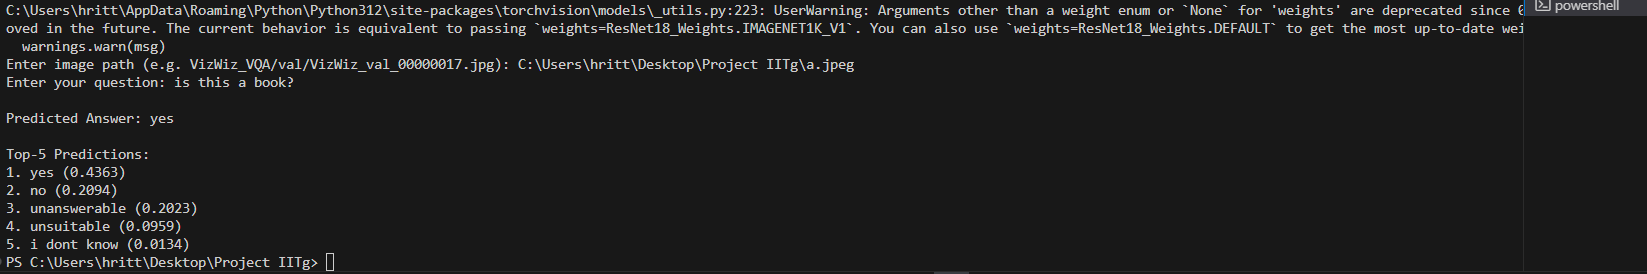 C:\Users\hritt\AppData\Roaming\Python\Python312\site-packages\torchvision\models\_utils.py:223: UserWarning: Arguments other than a weight enum or `None` for 'weights' are deprecated since
oved in the future. The current behavior is equivalent to passing `weights=ResNet18_Weights.IMAGENET1K_V1`. You can also use `weights=ResNet18_Weights.DEFAULT` to get the most up-to-date wei
warnings.warn(msg)
Enter image path (e.g. VizWiz_VQA/val/VizWiz_val_00000017.jpg): C:\Users\hritt\Desktop\Project IITg\a.jpeg
Enter your question: is this a book?
Predicted Answer: yes
Top-5 Predictions:
1. yes (0.4363)
2. no (0.2094)
3. unanswerable (0.2023)
4. unsuitable (0.0959)
5. i dont know (0.0134)
PS C:\Users\hritt\Desktop\Project IITg>
powershell